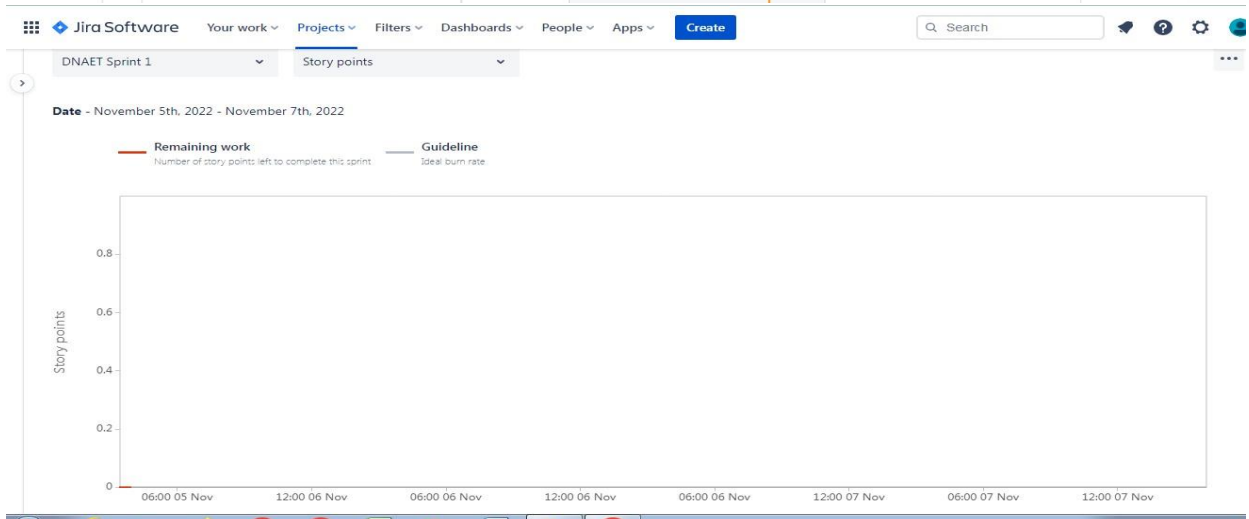 Jira Software Your work Projects Filters Dashboards People Apps Create Search
DNAET Sprint 1 Story points
Date - November 5th, 2022 - November 7th, 2022
Remaining work Guideline
Number of story points left to complete this sprint Ideal burn rate
Story points
0.8
0.6
0.4
0.2
0
06:00 05 Nov 12:00 06 Nov 06:00 06 Nov 12:00 06 Nov 06:00 06 Nov 12:00 07 Nov 06:00 07 Nov 12:00 07 Nov